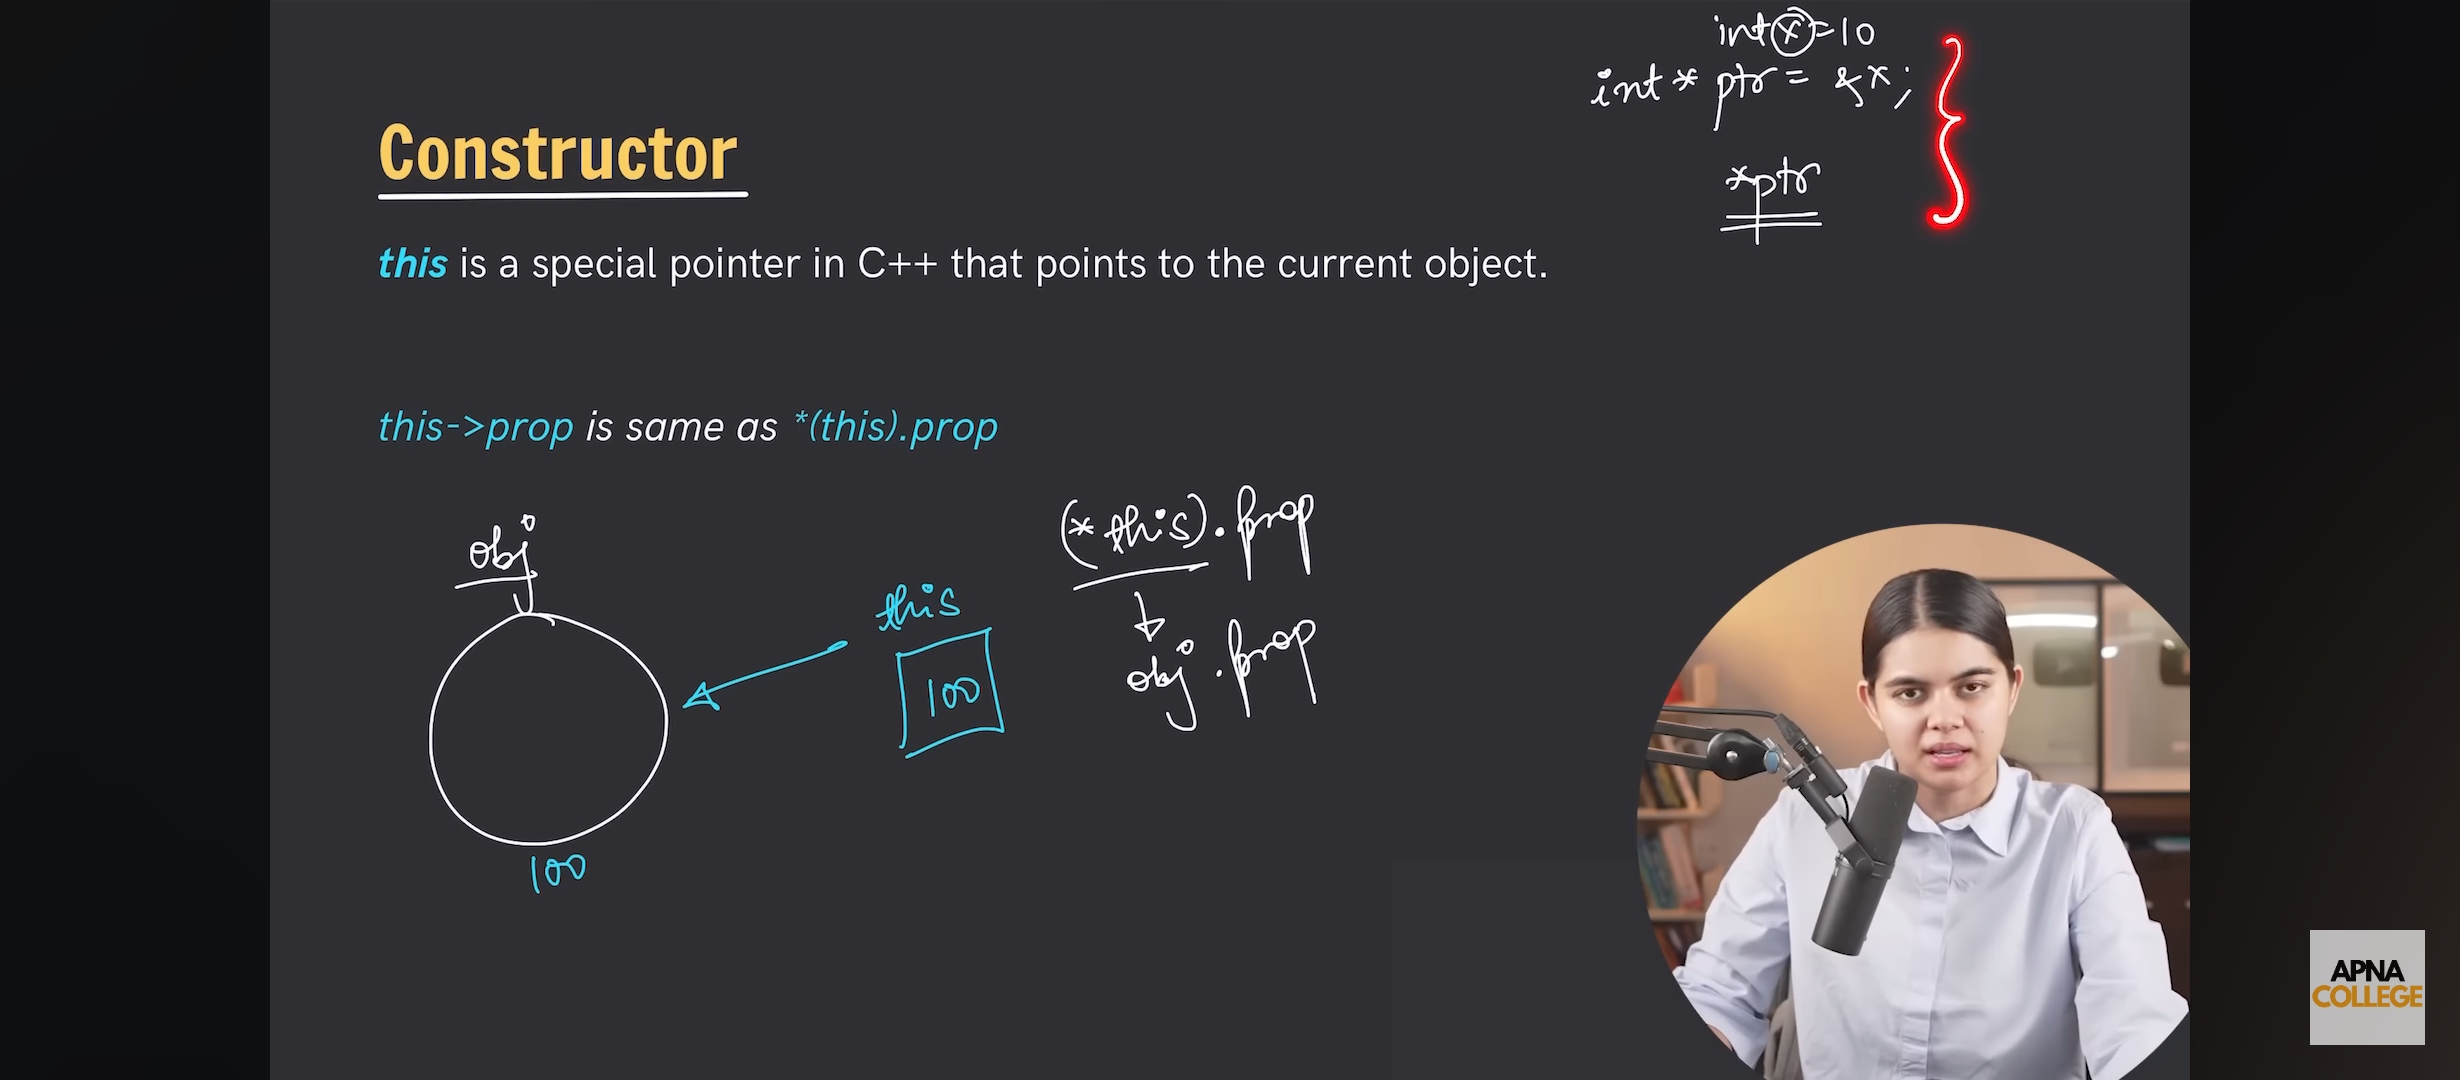 int x = 10
int * ptr = &x;
*ptr
Constructor
this is a special pointer in C++ that points to the current object.
this->prop is same as *(this).prop
(*this).prop
obj
this
100
obj.prop
100
APNA
COLLEGE